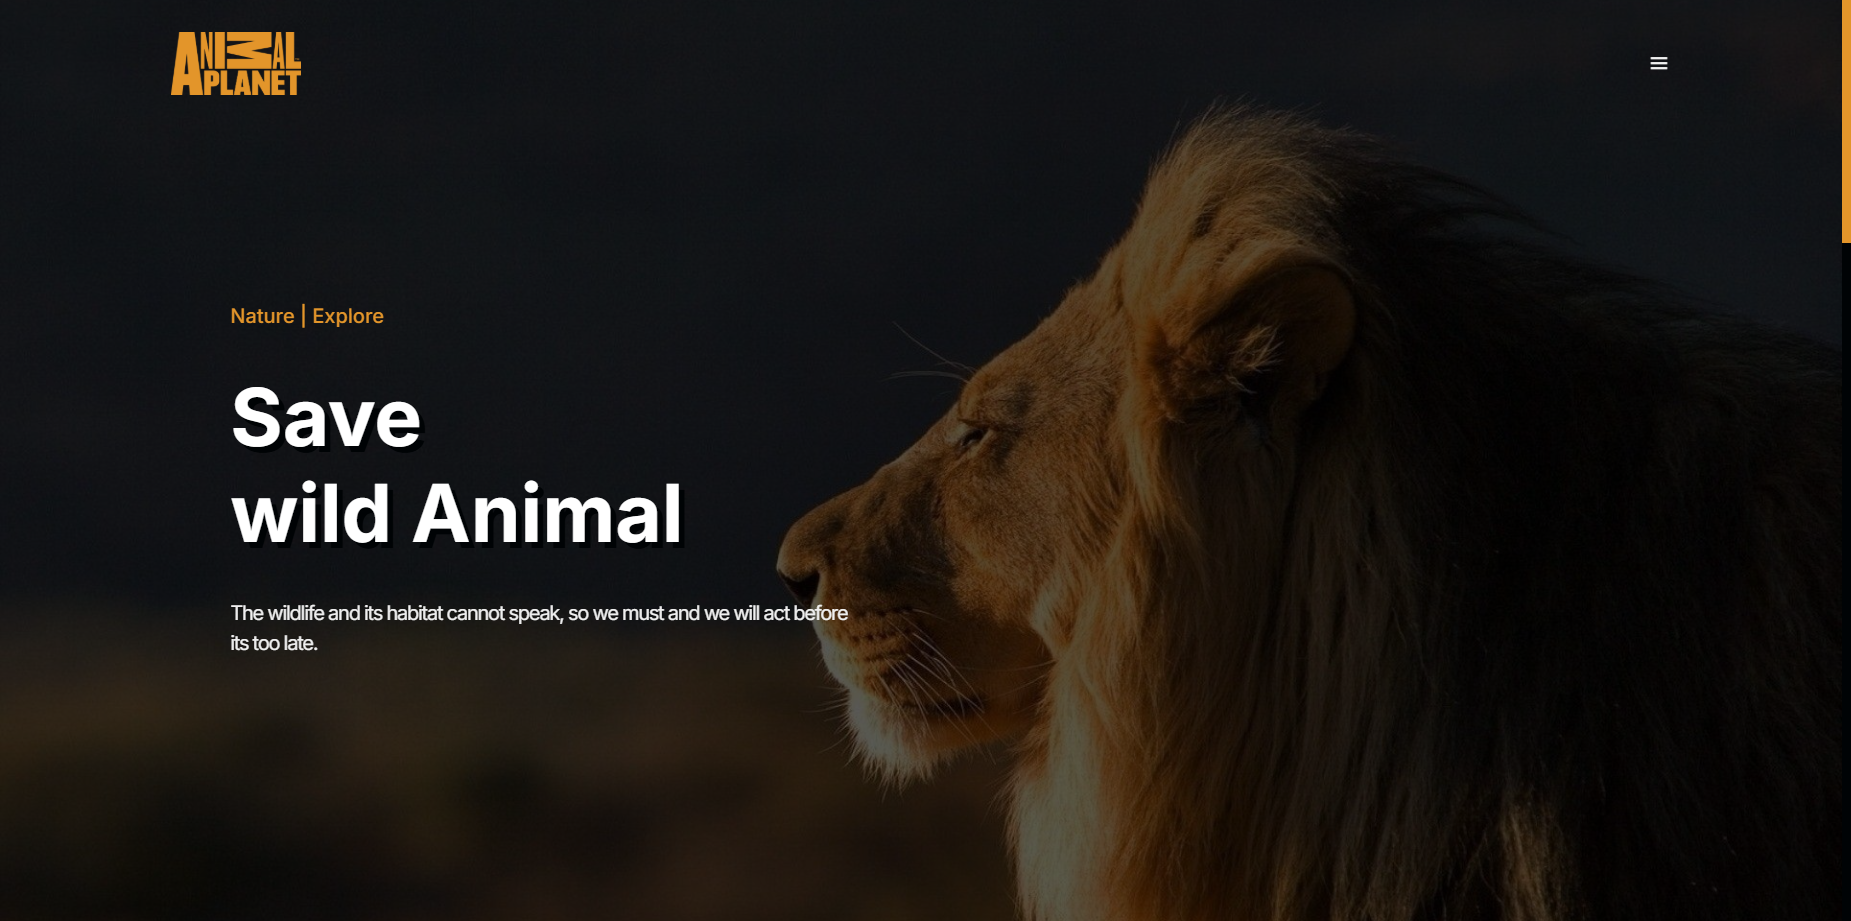 ANIMAL
PLANET
Nature | Explore
Save
wild Animal
The wildlife and its habitat cannot speak, so we must and we will act before
its too late.